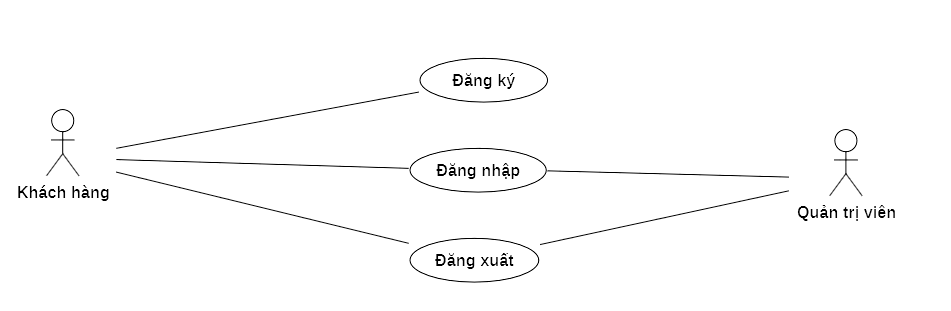 Đăng ký
Khách hàng
Đăng nhập
Quản trị viên
Đăng xuất